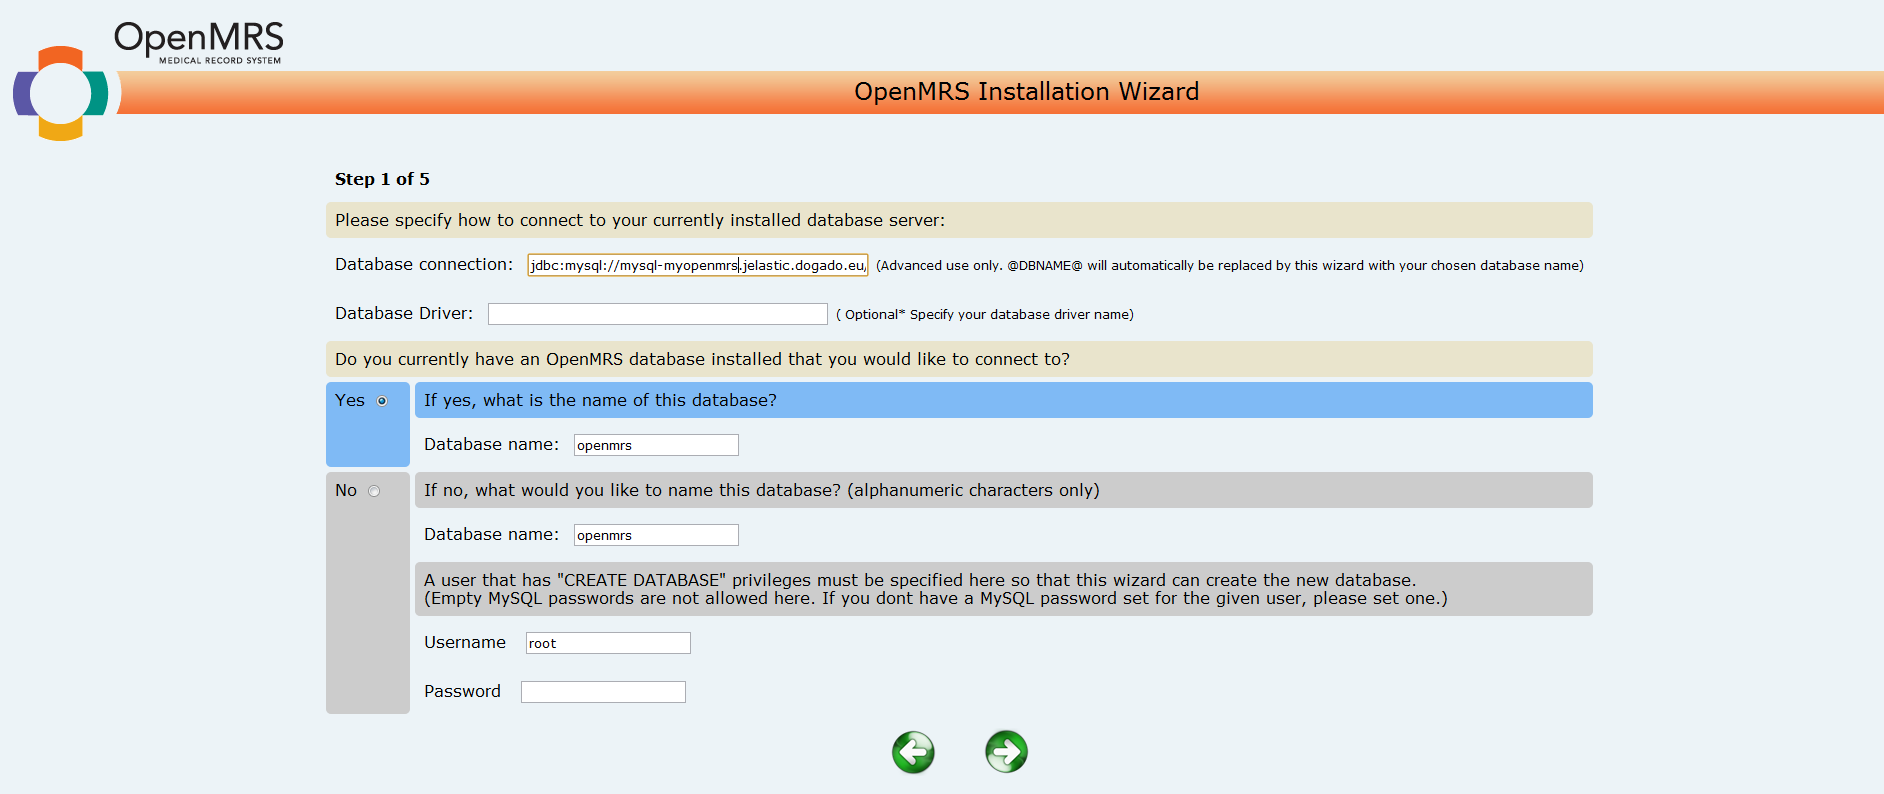 OpenMRS
MEDICAL RECORD SYSTEM
OpenMRS Installation Wizard
Step 1 of 5
Please specify how to connect to your currently installed database server:
Database connection: jdbc:mysql://mysql-myopenmrs.jelastic.dogado.eu/ (Advanced use only. @DBNAME@ will automatically be replaced by this wizard with your chosen database name)
Database Driver: ( Optional* Specify your database driver name)
Do you currently have an OpenMRS database installed that you would like to connect to?
Yes If yes, what is the name of this database?
Database name: openmrs
No If no, what would you like to name this database? (alphanumeric characters only)
Database name: openmrs
A user that has "CREATE DATABASE" privileges must be specified here so that this wizard can create the new database.
(Empty MySQL passwords are not allowed here. If you dont have a MySQL password set for the given user, please set one.)
Username root
Password